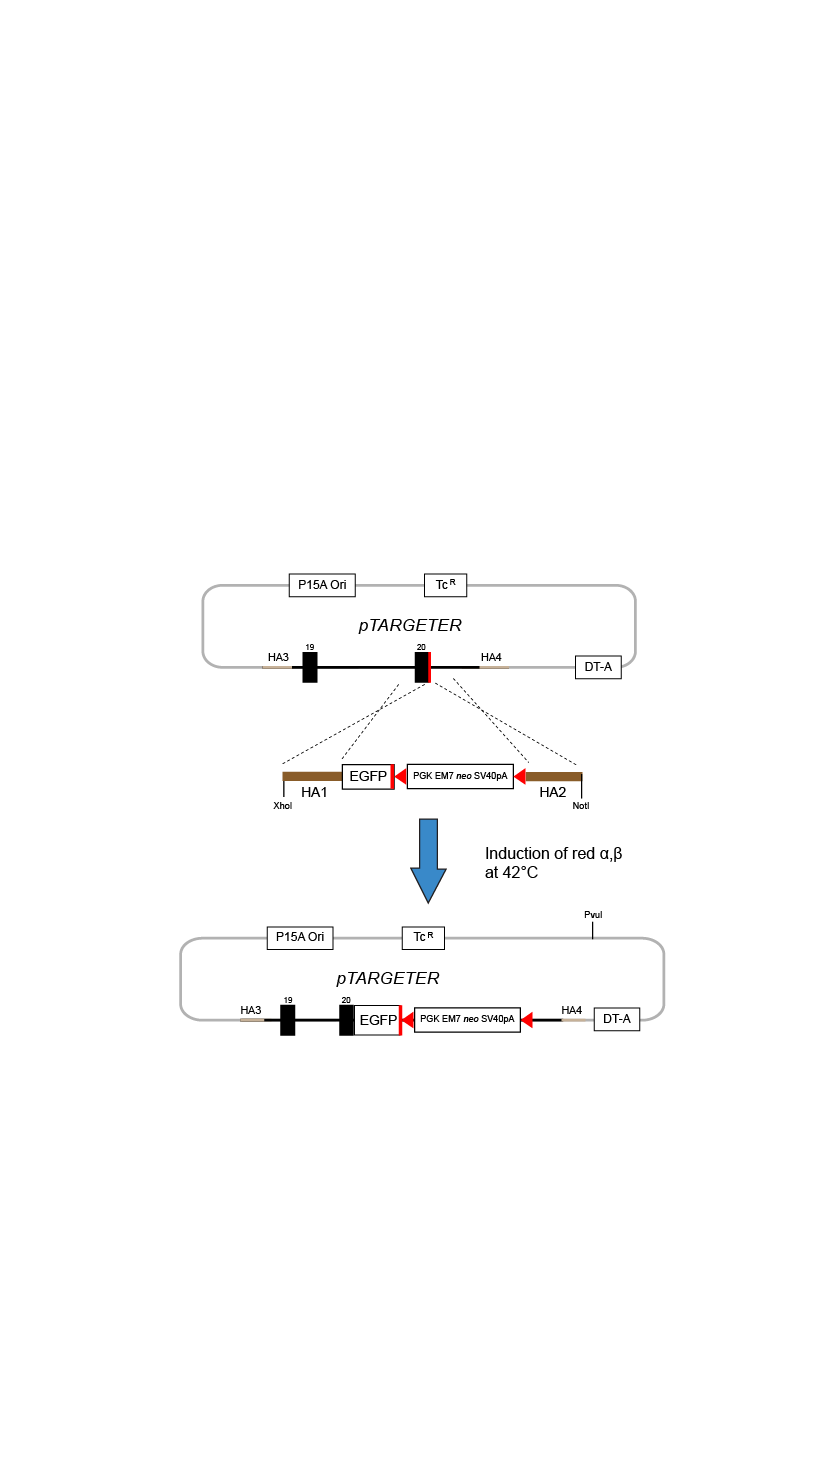 P15A Ori
Tc R
pTARGETER
19
20
HA3
HA4
DT-A
EGFP
PGK EM7 neo SV40pA
HA1
HA2
XhoI
NotI
Induction of red α,β
at 42°C
PvuI
P15A Ori
Tc R
pTARGETER
19
20
HA3
HA4
EGFP
PGK EM7 neo SV40pA
DT-A